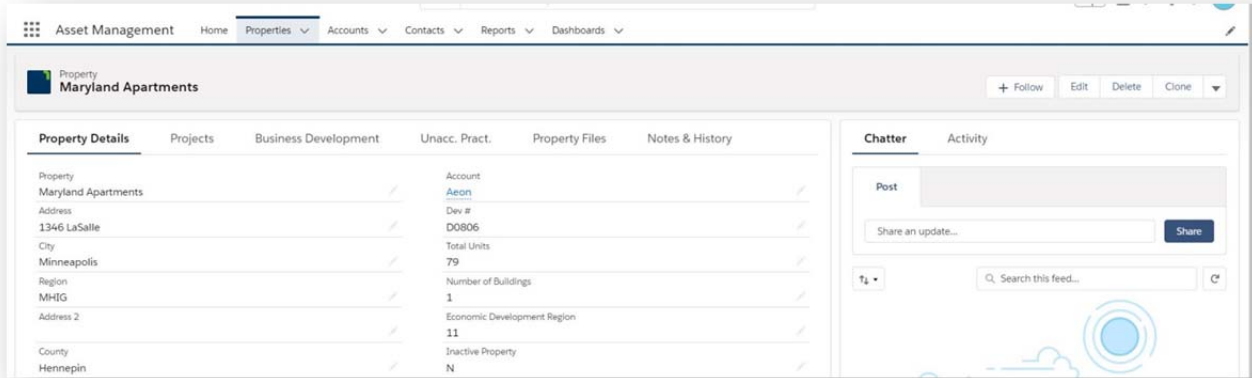 Asset Management Home Properties Accounts Contacts Reports Dashboards
Property
Maryland Apartments
+ Follow Edit Delete Clone
Property Details Projects Business Development Unacc. Pract. Property Files Notes & History
Property
Maryland Apartments
Address
1346 LaSalle
City
Minneapolis
Region
MHIG
Address 2
County
Hennepin
Account
Aeon
Dev #
D0806
Total Units
79
Number of Buildings
1
Economic Development Region
11
Inactive Property
N
Chatter Activity
Post
Share an update... Share
Search this feed...